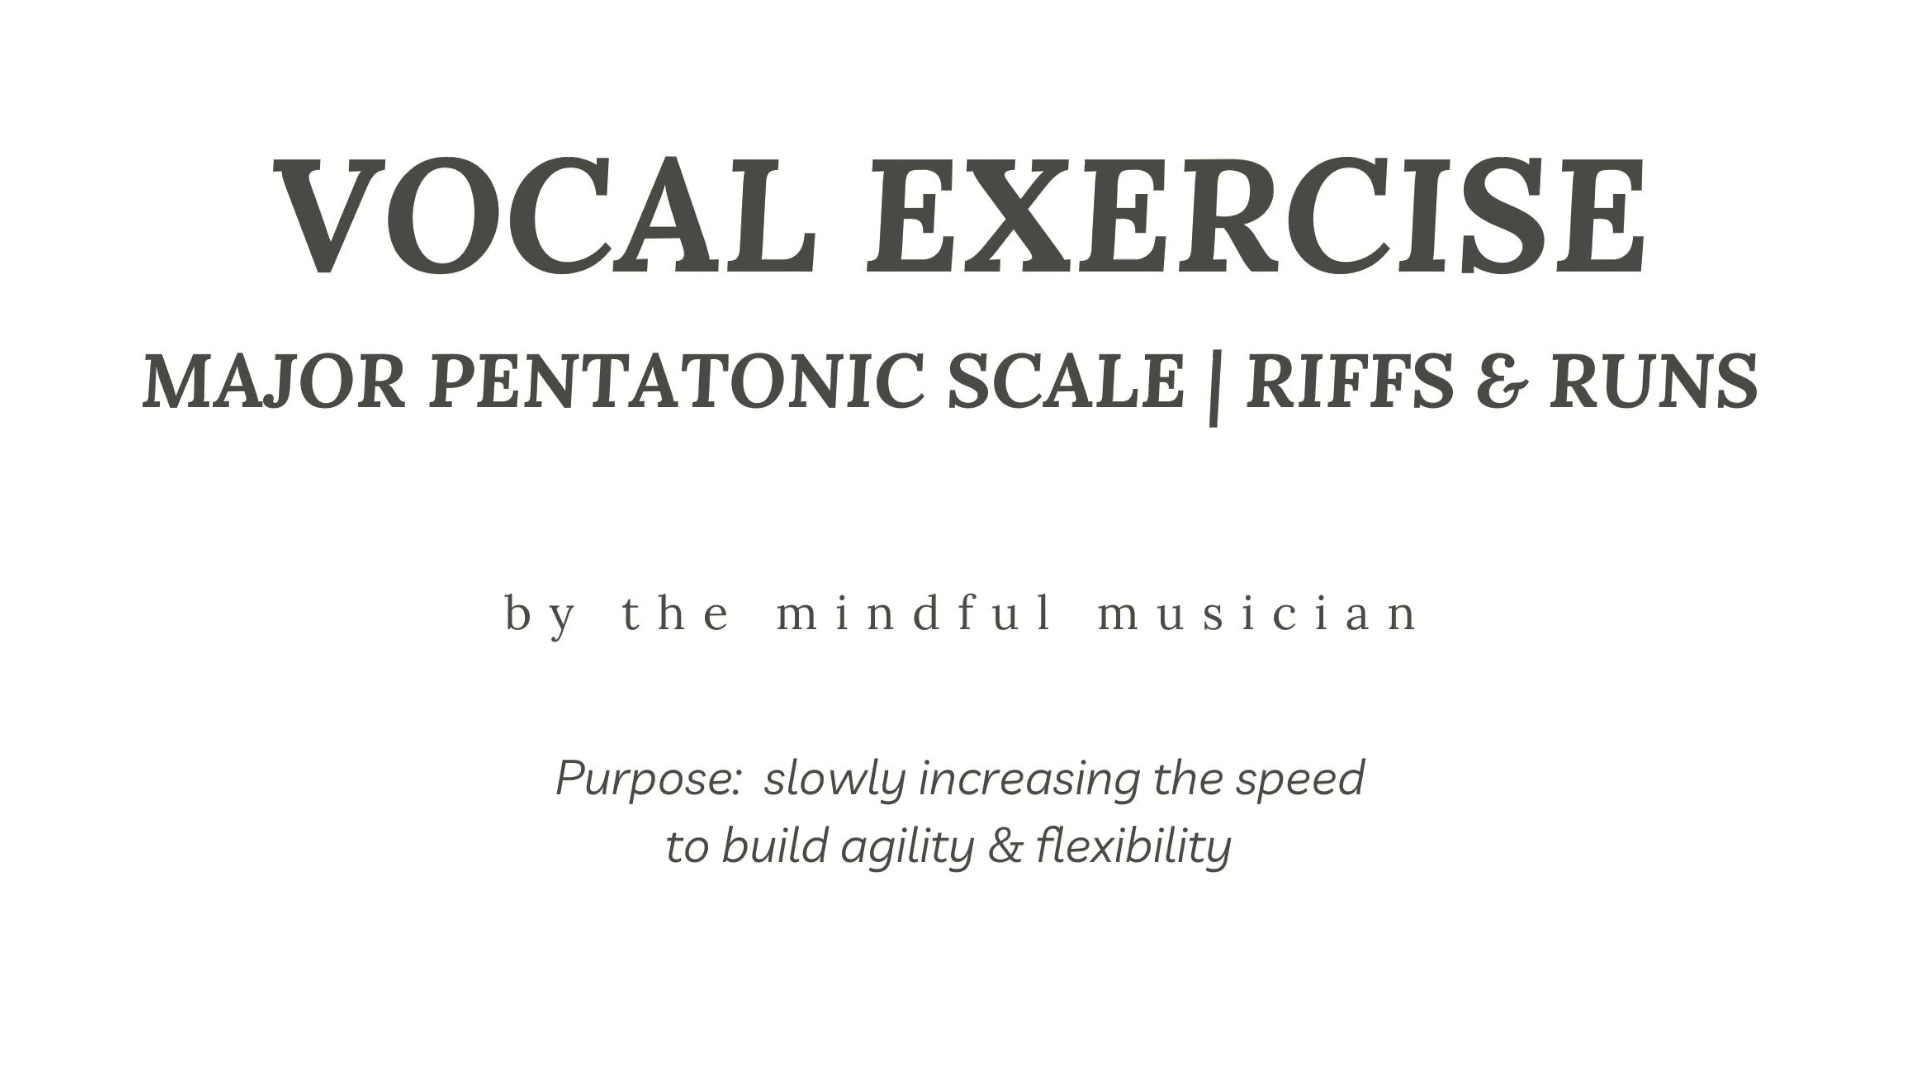 VOCAL EXERCISE
MAJOR PENTATONIC SCALE | RIFFS & RUNS
by the mindful musician
Purpose: slowly increasing the speed
to build agility & flexibility